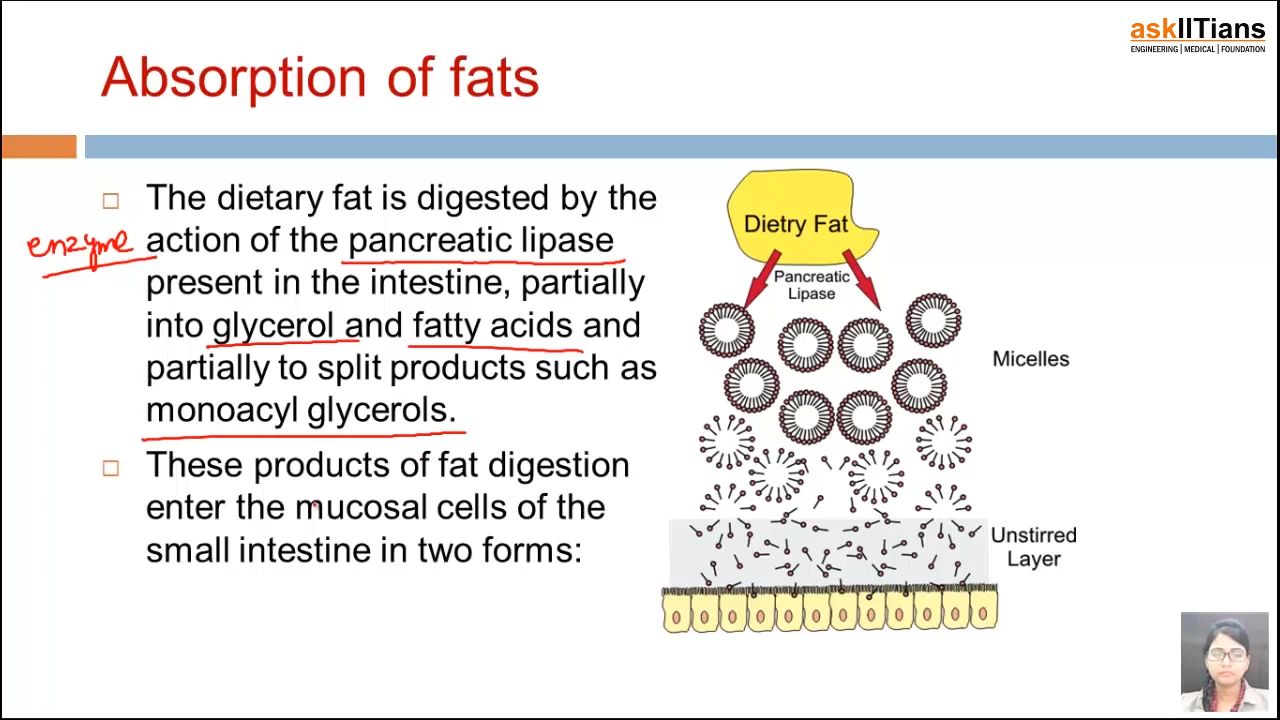 askIITians
ENGINEERING | MEDICAL | FOUNDATION
Absorption of fats
The dietary fat is digested by the
enzyme
action of the pancreatic lipase
present in the intestine, partially
into glycerol and fatty acids and
partially to split products such as
monoacyl glycerols.
These products of fat digestion
enter the mucosal cells of the
small intestine in two forms:
Dietry Fat
Pancreatic
Lipase
Micelles
Unstirred
Layer